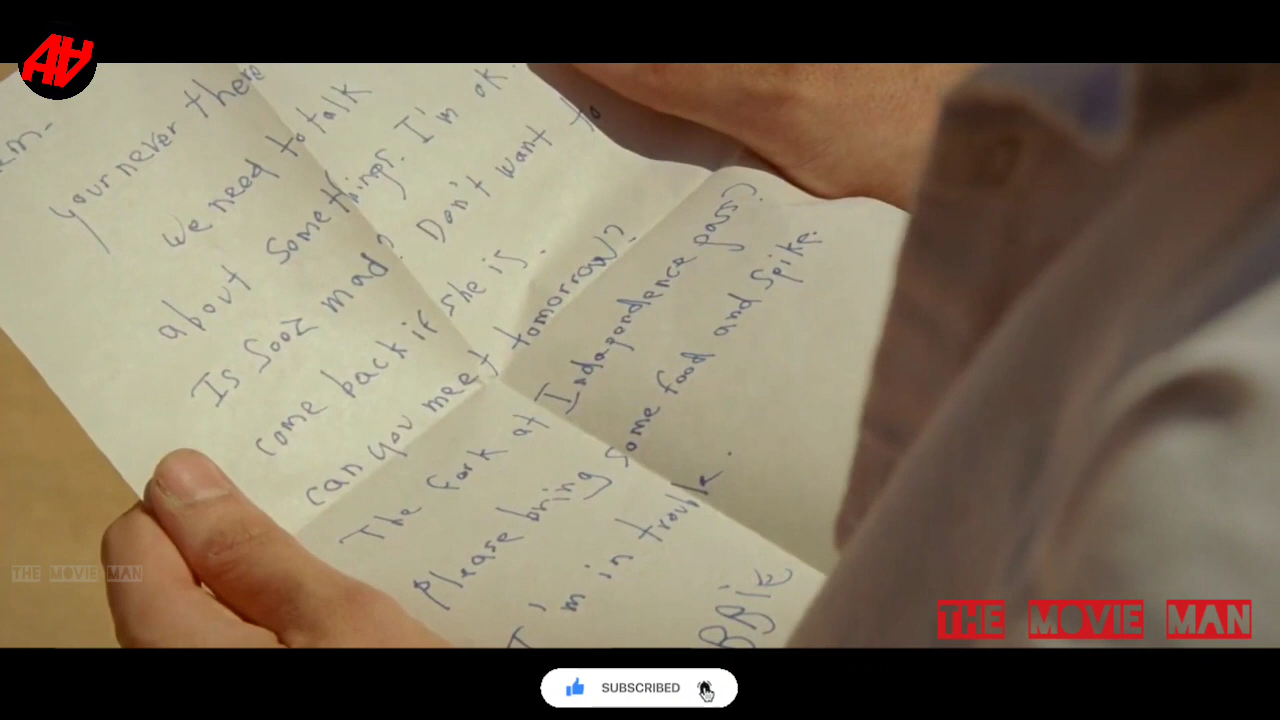 your never there
we need to talk
about some things. I'm ok.
Is Sooz mad? Don't want to
come back if she is.
can you meet tomorrow?
The fork at Indapendence pass?
Please bring some food and Spike.
I'm in trouble.
THE MOVIE MAN
THE MOVIE MAN
SUBSCRIBED